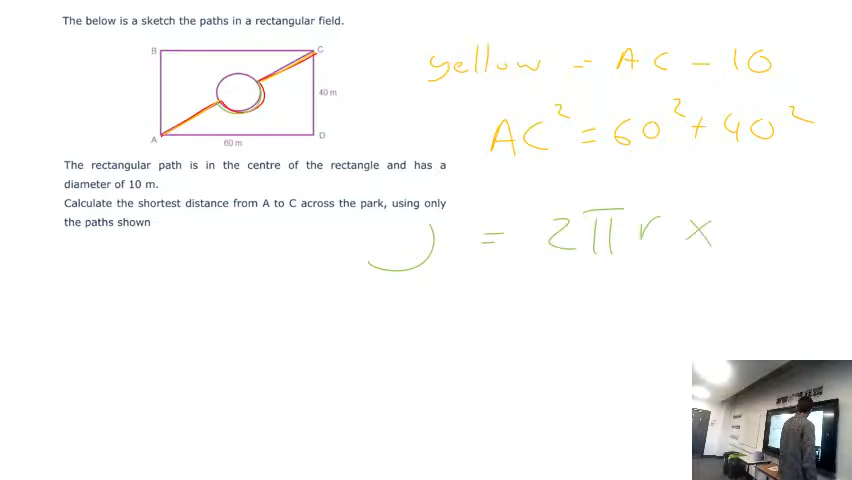 The below is a sketch the paths in a rectangular field.
B
C
40 m
A
D
60 m
The rectangular path is in the centre of the rectangle and has a
diameter of 10 m.
Calculate the shortest distance from A to C across the park, using only
the paths shown
yellow = AC - 10
AC² = 60² + 40²
= 2πr ×